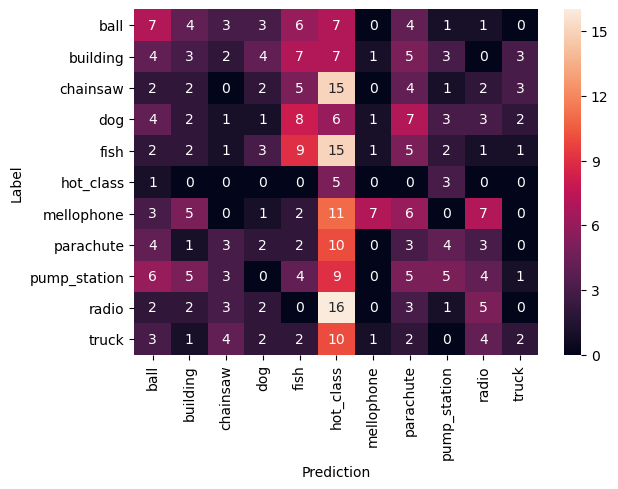 Label
ball 7 4 3 3 6 7 0 4 1 1 0
building 4 3 2 4 7 7 1 5 3 0 3
chainsaw 2 2 0 2 5 15 0 4 1 2 3
dog 4 2 1 1 8 6 1 7 3 3 2
fish 2 2 1 3 9 15 1 5 2 1 1
hot_class 1 0 0 0 0 5 0 0 3 0 0
mellophone 3 5 0 1 2 11 7 6 0 7 0
parachute 4 1 3 2 2 10 0 3 4 3 0
pump_station 6 5 3 0 4 9 0 5 5 4 1
radio 2 2 3 2 0 16 0 3 1 5 0
truck 3 1 4 2 2 10 1 2 0 4 2
ball building chainsaw dog fish hot_class mellophone parachute pump_station radio truck
Prediction
15
12
9
6
3
0